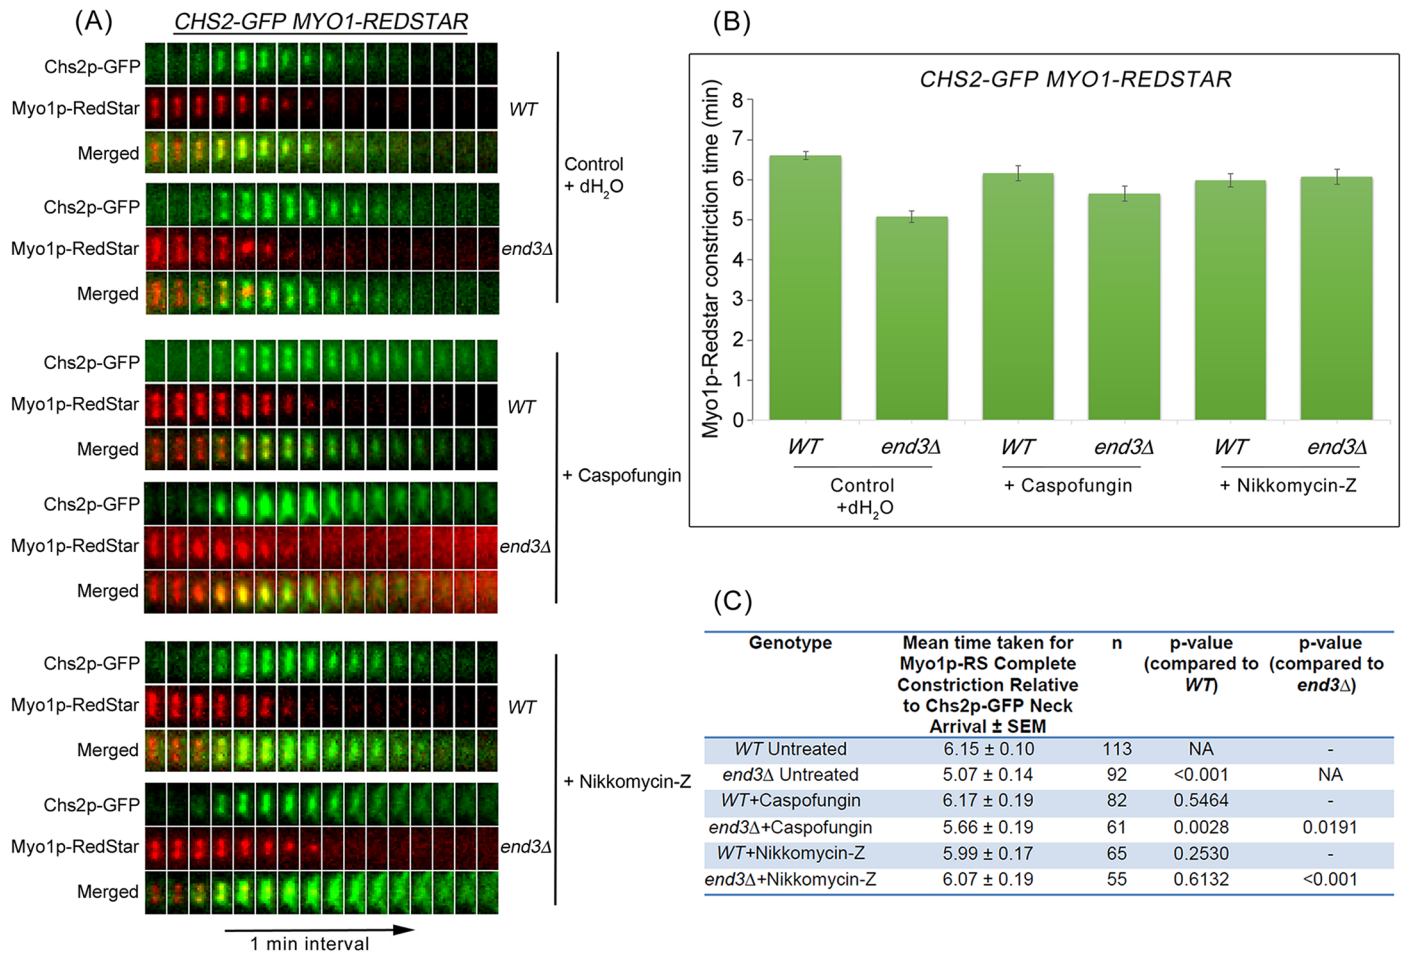 (A)
CHS2-GFP MYO1-REDSTAR
Chs2p-GFP
Myo1p-RedStar
Merged
WT
Chs2p-GFP
Myo1p-RedStar
Merged
end3Δ
Control
+ dH2O
Chs2p-GFP
Myo1p-RedStar
Merged
WT
Chs2p-GFP
Myo1p-RedStar
Merged
end3Δ
+ Caspofungin
Chs2p-GFP
Myo1p-RedStar
Merged
WT
Chs2p-GFP
Myo1p-RedStar
Merged
end3Δ
+ Nikkomycin-Z
1 min interval
(B)
CHS2-GFP MYO1-REDSTAR
Myo1p-Redstar constriction time (min)
8
7
6
5
4
3
2
1
0
WT end3Δ WT end3Δ WT end3Δ
Control + Caspofungin + Nikkomycin-Z
+dH2O
(C)
Genotype Mean time taken for n p-value p-value
Myo1p-RS Complete (compared to (compared to
Constriction Relative WT) end3Δ)
to Chs2p-GFP Neck
Arrival ± SEM
WT Untreated 6.15 ± 0.10 113 NA -
end3Δ Untreated 5.07 ± 0.14 92 <0.001 NA
WT+Caspofungin 6.17 ± 0.19 82 0.5464 -
end3Δ+Caspofungin 5.66 ± 0.19 61 0.0028 0.0191
WT+Nikkomycin-Z 5.99 ± 0.17 65 0.2530 -
end3Δ+Nikkomycin-Z 6.07 ± 0.19 55 0.6132 <0.001